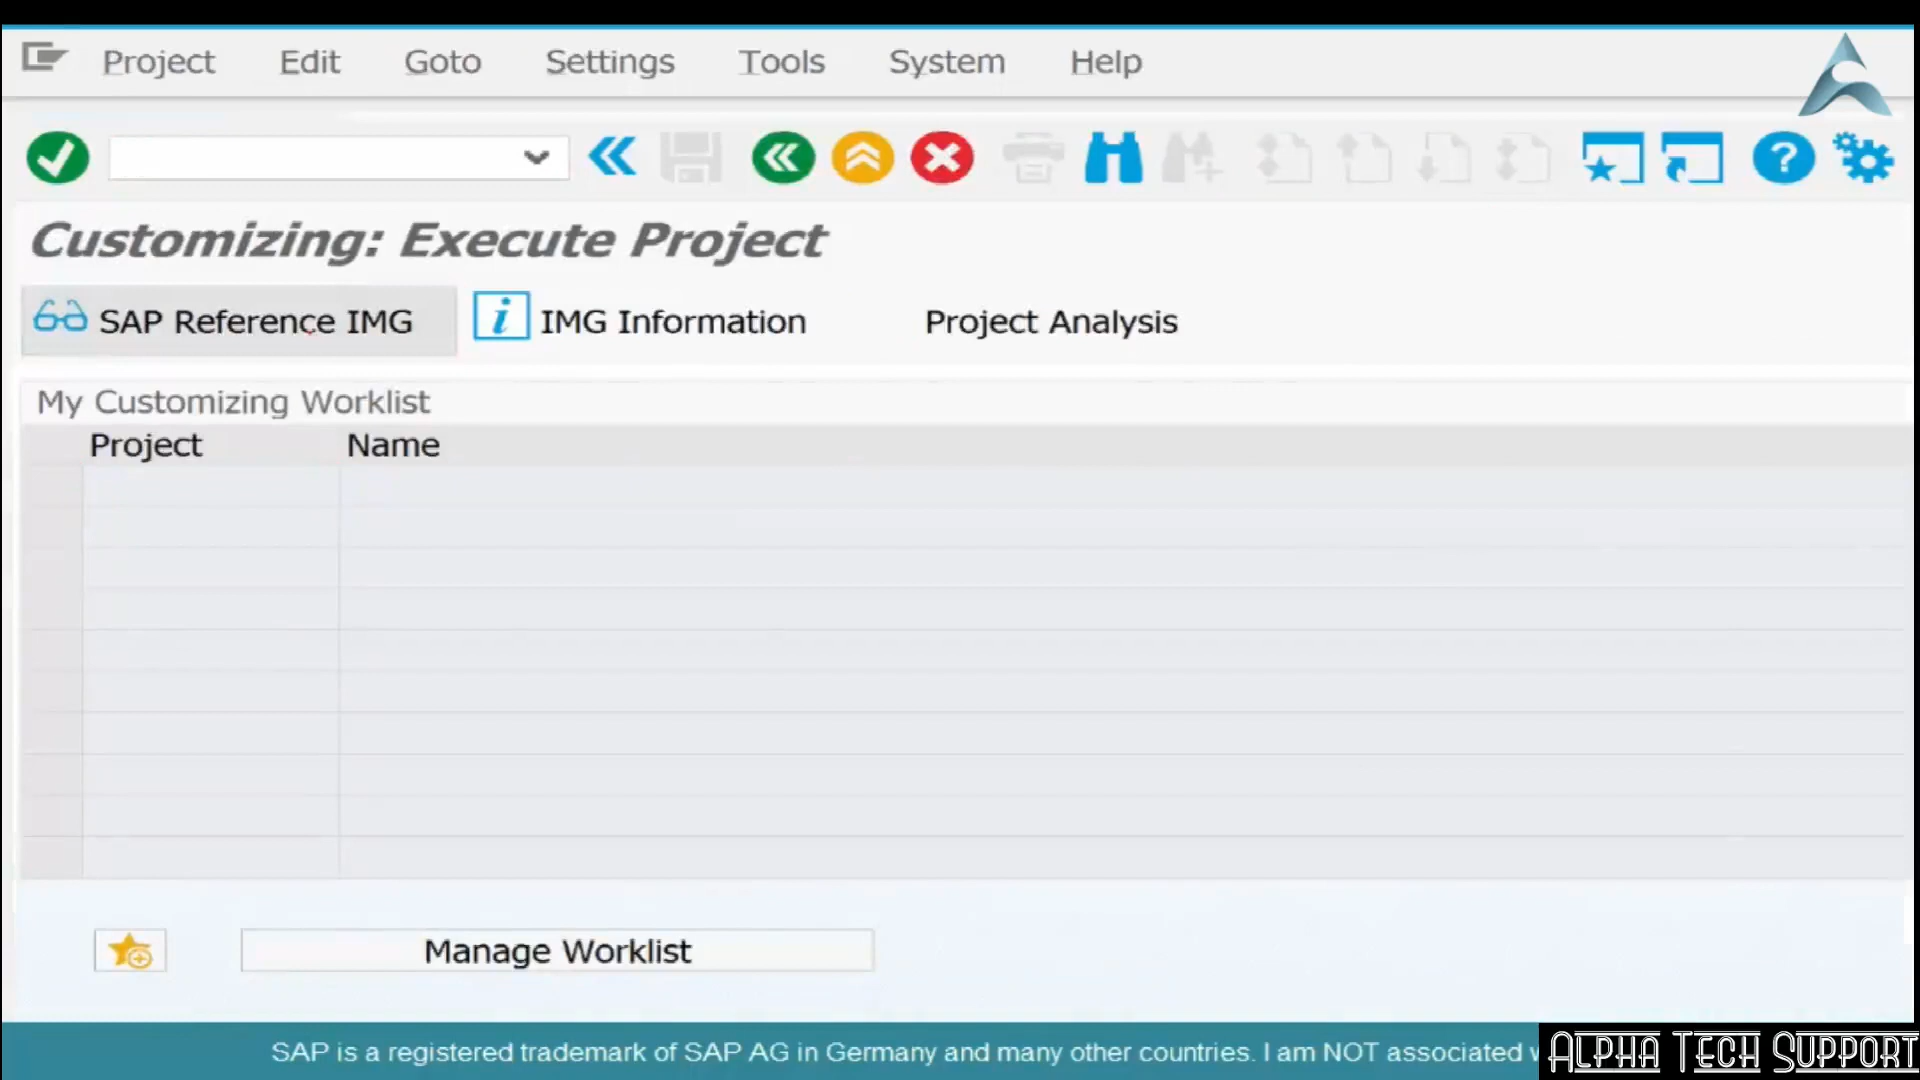 Project Edit Goto Settings Tools System Help
Customizing: Execute Project
SAP Reference IMG IMG Information Project Analysis
My Customizing Worklist
Project Name
Manage Worklist
SAP is a registered trademark of SAP AG in Germany and many other countries. I am NOT associated
ALPHA TECH SUPPORT